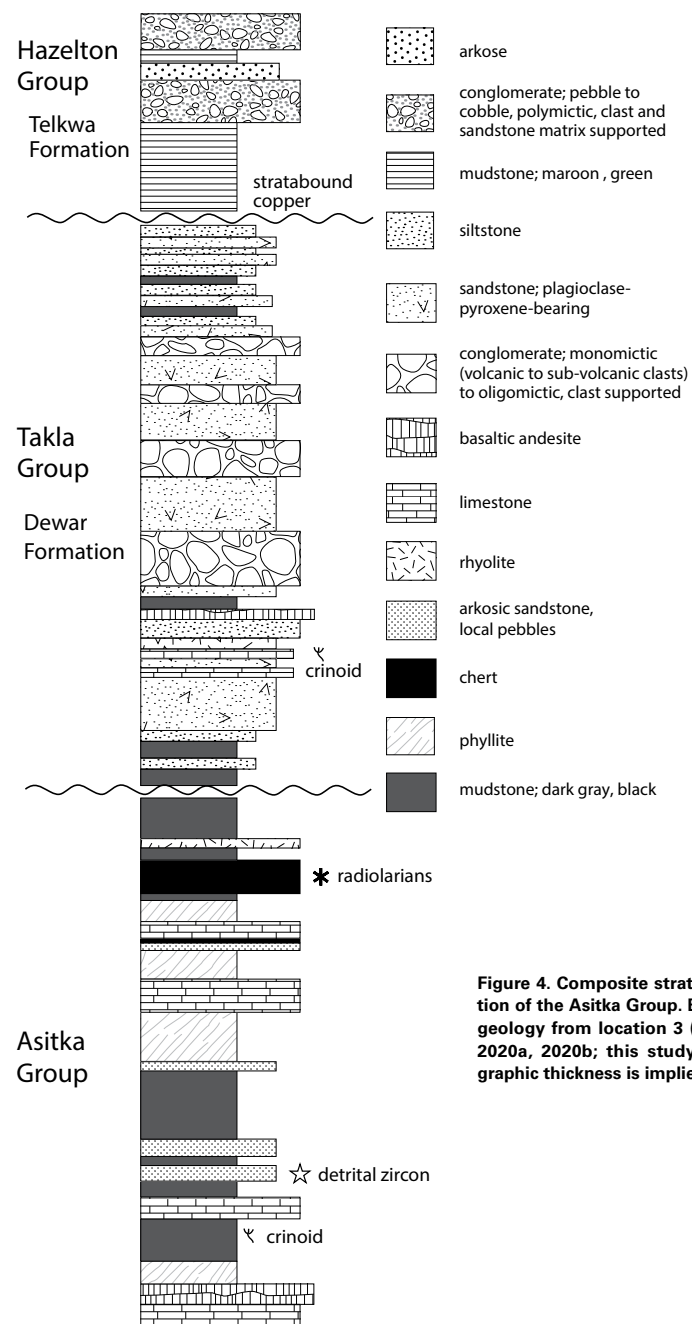 Hazelton
Group
Telkwa
Formation
stratabound
copper
Takla
Group
Dewar
Formation
crinoid
radiolarians
Asitka
Group
detrital zircon
crinoid
arkose
conglomerate; pebble to
cobble, polymictic, clast and
sandstone matrix supported
mudstone; maroon , green
siltstone
sandstone; plagioclase-
pyroxene-bearing
conglomerate; monomictic
(volcanic to sub-volcanic clasts)
to oligomictic, clast supported
basaltic andesite
limestone
rhyolite
arkosic sandstone,
local pebbles
chert
phyllite
mudstone; dark gray, black
Figure 4. Composite strat
tion of the Asitka Group. 
geology from location 3 (
2020a, 2020b; this study
graphic thickness is implie